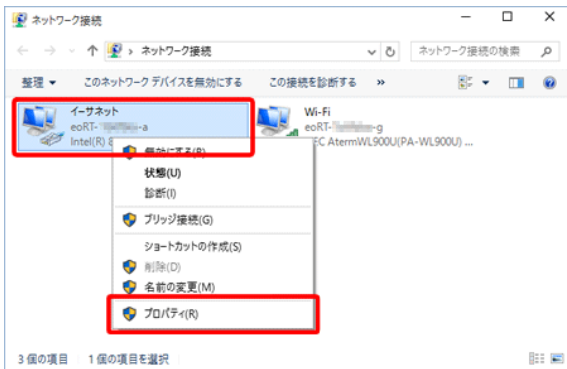 ネットワーク接続
ネットワーク接続
ネットワーク接続の検索
整理
このネットワーク デバイスを無効にする
この接続を診断する
»
イーサネット
eoRT-
-a
Intel(R)
Wi-Fi
eoRT-
-g
AtermWL900U(PA-WL900U) ...
無効にする(B)
状態(U)
診断(I)
ブリッジ接続(G)
ショートカットの作成(S)
削除(D)
名前の変更(M)
プロパティ(R)
3 個の項目
1 個の項目を選択